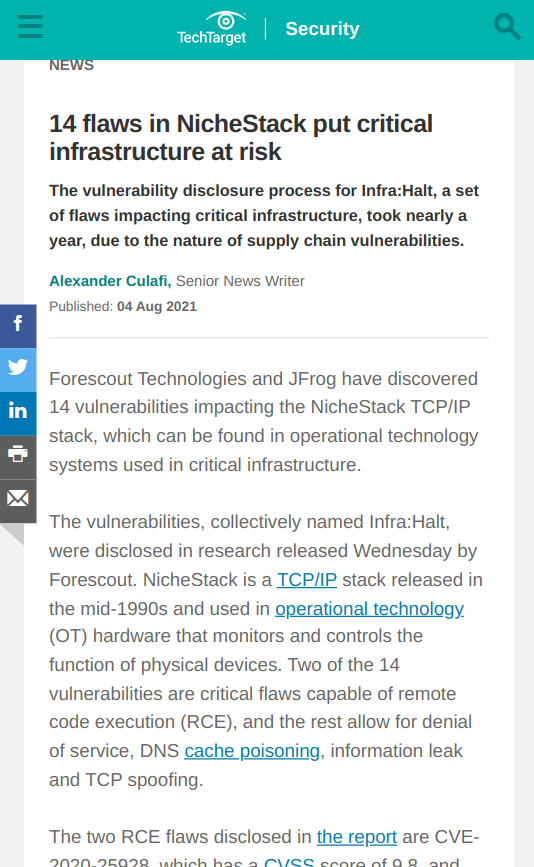 TechTarget
Security
NEWS
14 flaws in NicheStack put critical
infrastructure at risk
The vulnerability disclosure process for Infra:Halt, a set
of flaws impacting critical infrastructure, took nearly a
year, due to the nature of supply chain vulnerabilities.
Alexander Culafi, Senior News Writer
Published: 04 Aug 2021
f
in
Forescout Technologies and JFrog have discovered
14 vulnerabilities impacting the NicheStack TCP/IP
stack, which can be found in operational technology
systems used in critical infrastructure.
The vulnerabilities, collectively named Infra:Halt,
were disclosed in research released Wednesday by
Forescout. NicheStack is a TCP/IP stack released in
the mid-1990s and used in operational technology
(OT) hardware that monitors and controls the
function of physical devices. Two of the 14
vulnerabilities are critical flaws capable of remote
code execution (RCE), and the rest allow for denial
of service, DNS cache poisoning, information leak
and TCP spoofing.
The two RCE flaws disclosed in the report are CVE-
2020-25928, which has a CVSS score of 9.8, and